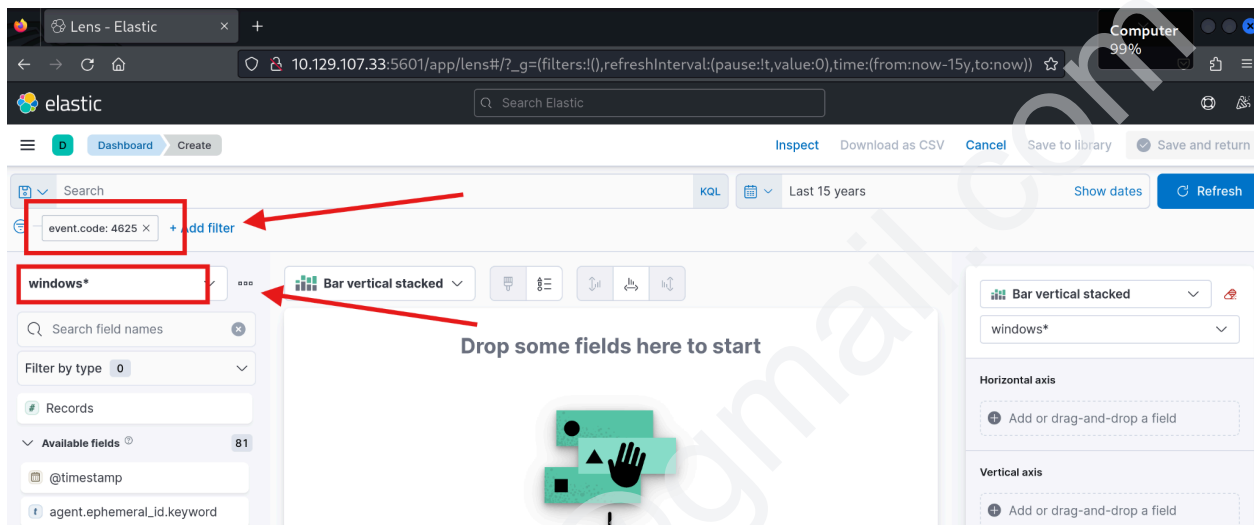 Lens - Elastic × +
Computer
99%
10.129.107.33:5601/app/lens#/?_g=(filters:!(),refreshInterval:(pause:!t,value:0),time:(from:now-15y,to:now))
elastic
Search Elastic
D Dashboard Create
Inspect Download as CSV Cancel Save to library Save and return
Search KQL Last 15 years Show dates Refresh
event.code: 4625 × + Add filter
windows* Bar vertical stacked
Bar vertical stacked
Search field names
windows*
Drop some fields here to start
Filter by type 0
Horizontal axis
# Records
Add or drag-and-drop a field
Available fields 81
@timestamp
Vertical axis
t agent.ephemeral_id.keyword
Add or drag-and-drop a field
gmail.com